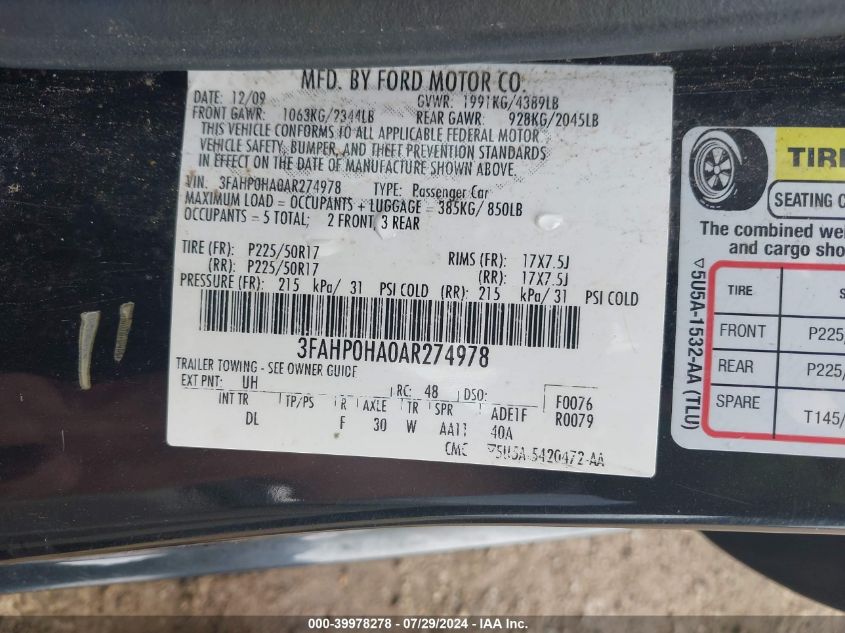 MFD. BY FORD MOTOR CO.
DATE: 12/09 GVWR: 1991KG/4389LB
FRONT GAWR: 1063KG/2344LB REAR GAWR: 928KG/2045LB
THIS VEHICLE CONFORMS TO ALL APPLICABLE FEDERAL MOTOR
VEHICLE SAFETY, BUMPER, AND THEFT PREVENTION STANDARDS
IN EFFECT ON THE DATE OF MANUFACTURE SHOWN ABOVE.
VIN: 3FAHP0HA0AR274978 TYPE: Passenger Car
MAXIMUM LOAD = OCCUPANTS + LUGGAGE = 385KG/850LB
OCCUPANTS = 5 TOTAL; 2 FRONT 3 REAR
TIRE (FR): P225/50R17 RIMS (FR): 17X7.5J
(RR): P225/50R17 (RR): 17X7.5J
PRESSURE (FR): 215 kPa/ 31 PSI COLD (RR): 215 kPa/ 31 PSI COLD
3FAHP0HA0AR274978
TRAILER TOWING - SEE OWNER GUIDE
EXT PNT: UH RC: 48 DSO: F0076
INT TR TP/PS R AXLE TR SPR ADE1F R0079
DL F 30 W AA11 40A
CMC ▽5U5A-5420472-AA
TIRE
SEATING C
The combined wei
and cargo sho
TIRE S
FRONT P225/
REAR P225/
SPARE T145/
▽5U5A-1532-AA (TLU)
000-39978278 - 07/29/2024 - IAA Inc.